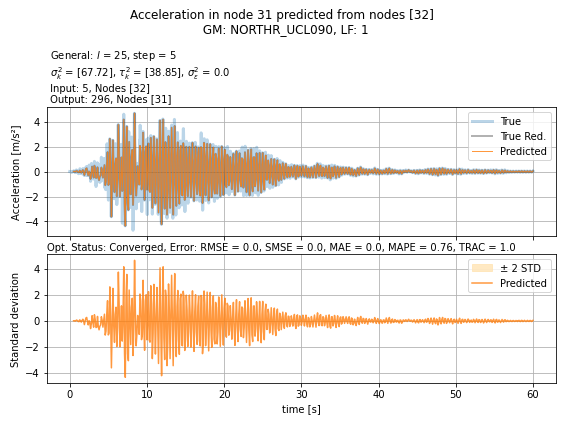 Acceleration in node 31 predicted from nodes [32]
GM: NORTHR_UCL090, LF: 1
General: l = 25, step = 5
σ²ₖ = [67.72], τ²ₖ = [38.85], σ²ε = 0.0
Input: 5, Nodes [32]
Output: 296, Nodes [31]
Acceleration [m/s²]
4
2
0
−2
−4
True
True Red.
Predicted
Opt. Status: Converged, Error: RMSE = 0.0, SMSE = 0.0, MAE = 0.0, MAPE = 0.76, TRAC = 1.0
Standard deviation
4
2
0
−2
−4
± 2 STD
Predicted
0 10 20 30 40 50 60
time [s]